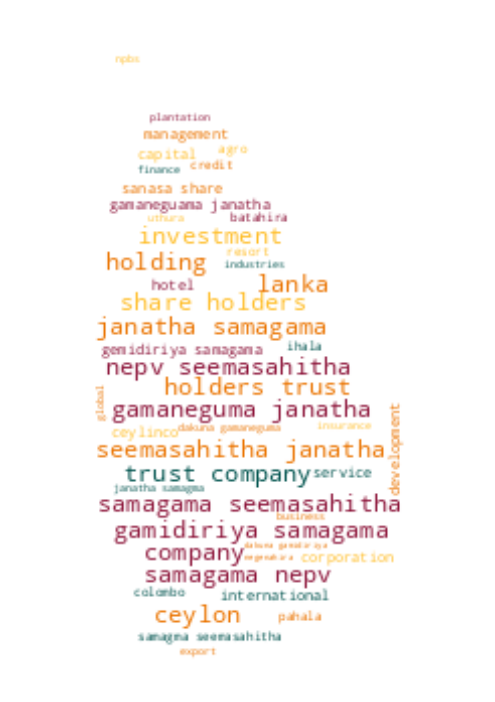 npbs
plantation
management
capital agro
finance credit
sanasa share
gamaneguama janatha
uthura batahira
investment
resort
holding industries
hotel lanka
share holders
janatha samagama
gemidiriya samagama ihala
nepv seemasahitha
holders trust
global
gamaneguma janatha
ceylinco dakuna gamaneguma insurance
development
seemasahitha janatha
trust company service
janatha samagma
samagama seemasahitha
business
gamidiriya samagama
dakuna gamidiriya
company
negenahira corporation
samagama nepv
colombo international
ceylon pahala
samagma seemasahitha
export